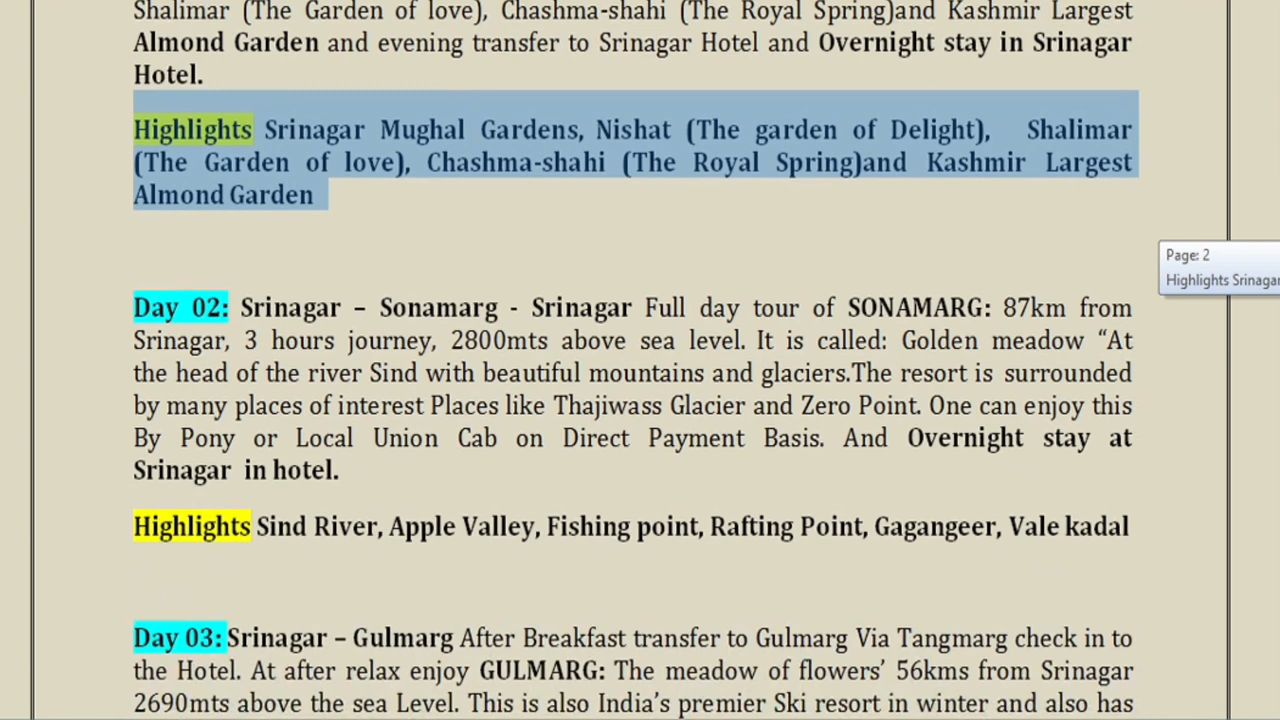 Shalimar (The Garden of love), Chashma-shahi (The Royal Spring)and Kashmir Largest
Almond Garden and evening transfer to Srinagar Hotel and Overnight stay in Srinagar
Hotel.
Highlights Srinagar Mughal Gardens, Nishat (The garden of Delight), Shalimar
(The Garden of love), Chashma-shahi (The Royal Spring)and Kashmir Largest
Almond Garden
Page: 2
Highlights Srinagar
Day 02: Srinagar – Sonamarg - Srinagar Full day tour of SONAMARG: 87km from
Srinagar, 3 hours journey, 2800mts above sea level. It is called: Golden meadow “At
the head of the river Sind with beautiful mountains and glaciers.The resort is surrounded
by many places of interest Places like Thajiwass Glacier and Zero Point. One can enjoy this
By Pony or Local Union Cab on Direct Payment Basis. And Overnight stay at
Srinagar in hotel.
Highlights Sind River, Apple Valley, Fishing point, Rafting Point, Gagangeer, Vale kadal
Day 03: Srinagar – Gulmarg After Breakfast transfer to Gulmarg Via Tangmarg check in to
the Hotel. At after relax enjoy GULMARG: The meadow of flowers’ 56kms from Srinagar
2690mts above the sea Level. This is also India’s premier Ski resort in winter and also has